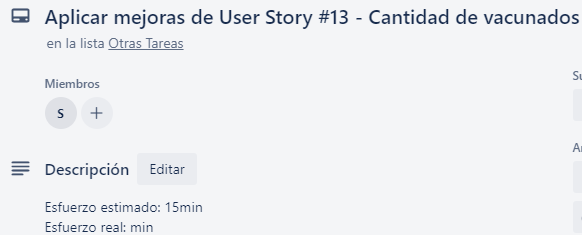 Aplicar mejoras de User Story #13 - Cantidad de vacunados
en la lista Otras Tareas
Miembros
S
+
Descripción
Editar
Esfuerzo estimado: 15min
Esfuerzo real: min